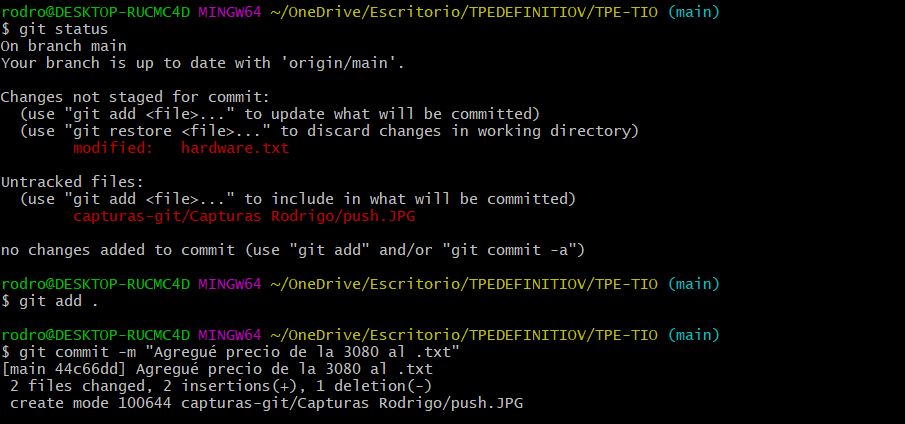 rodro@DESKTOP-RUCMC4D MINGW64 ~/OneDrive/Escritorio/TPEDEFINITIOV/TPE-TIO (main)
$ git status
On branch main
Your branch is up to date with 'origin/main'.
Changes not staged for commit:
(use "git add <file>..." to update what will be committed)
(use "git restore <file>..." to discard changes in working directory)
modified:   hardware.txt
Untracked files:
(use "git add <file>..." to include in what will be committed)
capturas-git/Capturas Rodrigo/push.JPG
no changes added to commit (use "git add" and/or "git commit -a")
rodro@DESKTOP-RUCMC4D MINGW64 ~/OneDrive/Escritorio/TPEDEFINITIOV/TPE-TIO (main)
$ git add .
rodro@DESKTOP-RUCMC4D MINGW64 ~/OneDrive/Escritorio/TPEDEFINITIOV/TPE-TIO (main)
$ git commit -m "Agregué precio de la 3080 al .txt"
[main 44c66dd] Agregué precio de la 3080 al .txt
2 files changed, 2 insertions(+), 1 deletion(-)
create mode 100644 capturas-git/Capturas Rodrigo/push.JPG